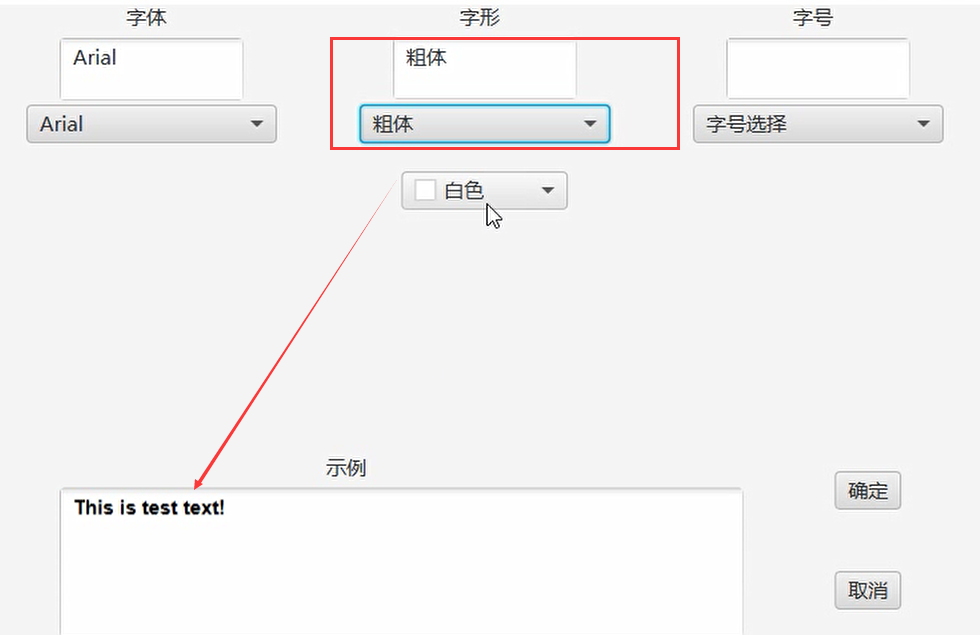 字体
字形
字号
Arial
粗体
Arial
粗体
字号选择
白色
示例
This is test text!
确定
取消